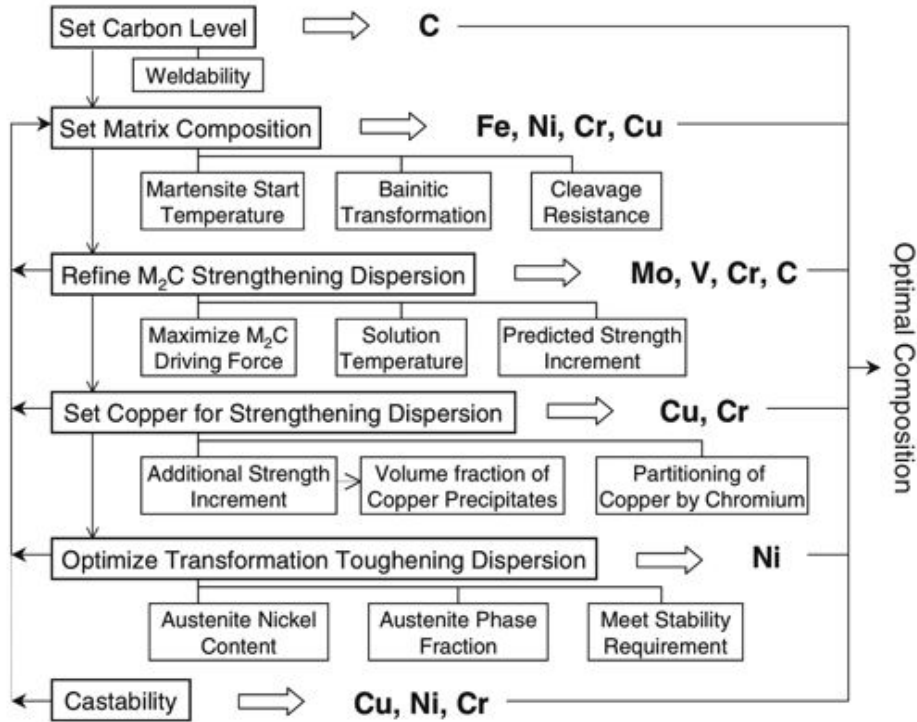 Set Carbon Level
C
Weldability
Set Matrix Composition
Fe, Ni, Cr, Cu
Martensite Start
Temperature
Bainitic
Transformation
Cleavage
Resistance
Refine M₂C Strengthening Dispersion
Mo, V, Cr, C
Maximize M₂C
Driving Force
Solution
Temperature
Predicted Strength
Increment
Set Copper for Strengthening Dispersion
Cu, Cr
Additional Strength
Increment
Volume fraction of
Copper Precipitates
Partitioning of
Copper by Chromium
Optimize Transformation Toughening Dispersion
Ni
Austenite Nickel
Content
Austenite Phase
Fraction
Meet Stability
Requirement
Castability
Cu, Ni, Cr
Optimal Composition